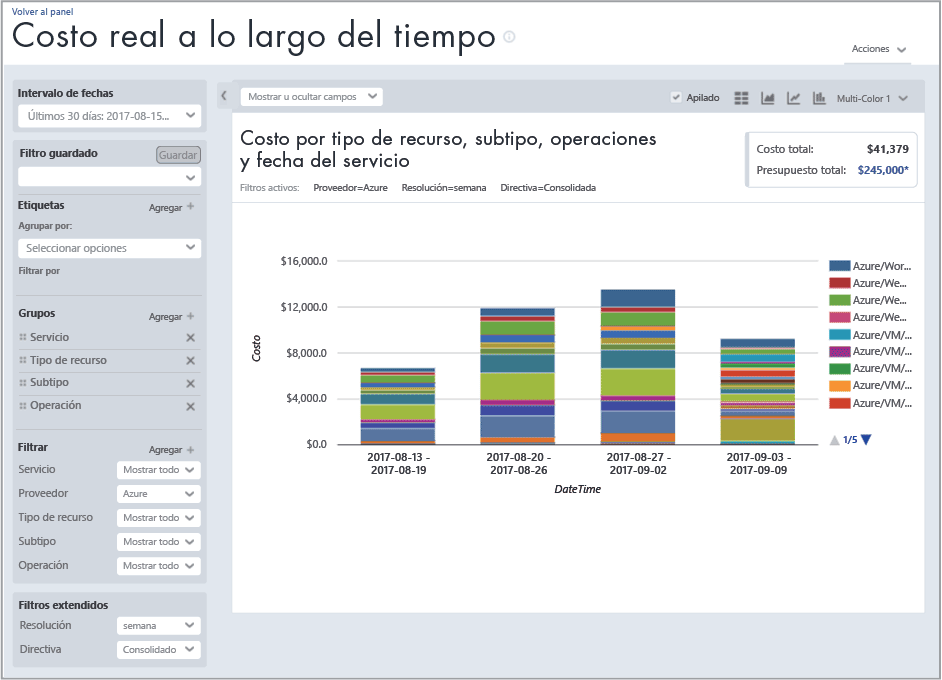 Volver al panel
Costo real a lo largo del tiempo
Acciones
Intervalo de fechas
Últimos 30 días: 2017-08-15...
Filtro guardado
Guardar
Etiquetas
Agregar +
Agrupar por:
Seleccionar opciones
Filtrar por
Grupos
Agregar +
Servicio
Tipo de recurso
Subtipo
Operación
Filtrar
Agregar +
Servicio
Mostrar todo
Proveedor
Azure
Tipo de recurso
Mostrar todo
Subtipo
Mostrar todo
Operación
Mostrar todo
Filtros extendidos
Resolución
semana
Directiva
Consolidado
Mostrar u ocultar campos
Apilado
Multi-Color 1
Costo por tipo de recurso, subtipo, operaciones
y fecha del servicio
Filtros activos: Proveedor=Azure Resolución=semana Directiva=Consolidada
Costo total: $41,379
Presupuesto total: $245,000*
$16,000.0
$12,000.0
$8,000.0
$4,000.0
$0.0
Costo
2017-08-13 -
2017-08-19
2017-08-20 -
2017-08-26
2017-08-27 -
2017-09-02
2017-09-03 -
2017-09-09
DateTime
Azure/Wor...
Azure/We...
Azure/We...
Azure/We...
Azure/VM/...
Azure/VM/...
Azure/VM/...
Azure/VM/...
Azure/VM/...
1/5